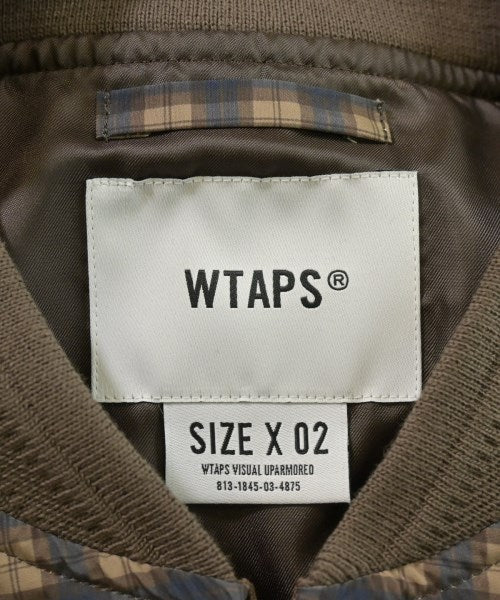 WTAPS®
SIZE X 02
WTAPS VISUAL UPARMORED
813-1845-03-4875